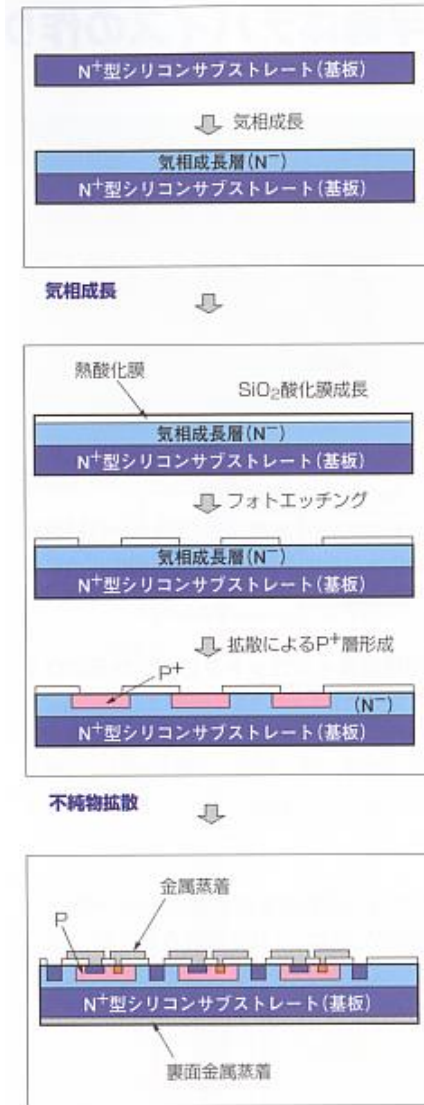 N⁺型シリコンサブストレート(基板)
気相成長
気相成長層(N⁻)
N⁺型シリコンサブストレート(基板)
気相成長
熱酸化膜
SiO₂酸化膜成長
気相成長層(N⁻)
N⁺型シリコンサブストレート(基板)
フォトエッチング
気相成長層(N⁻)
N⁺型シリコンサブストレート(基板)
拡散によるP⁺層形成
P⁺
(N⁻)
N⁺型シリコンサブストレート(基板)
不純物拡散
金属蒸着
P
N⁺型シリコンサブストレート(基板)
裏面金属蒸着